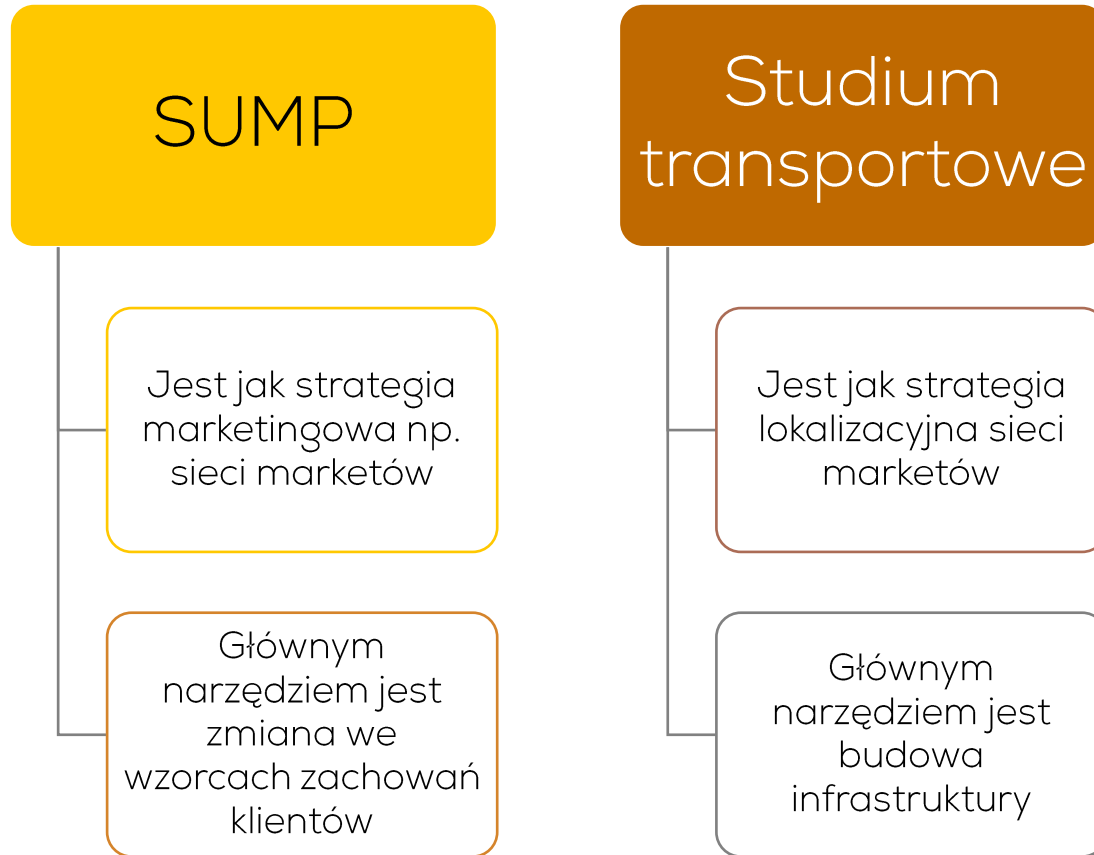 SUMP
Jest jak strategia
marketingowa np.
sieci marketów
Głównym
narzędziem jest
zmiana we
wzorcach zachowań
klientów
Studium
transportowe
Jest jak strategia
lokalizacyjna sieci
marketów
Głównym
narzędziem jest
budowa
infrastruktury